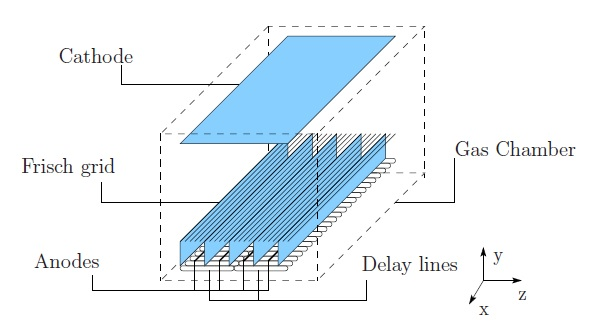 Cathode
Gas Chamber
Frisch grid
Anodes
Delay lines
y
z
x